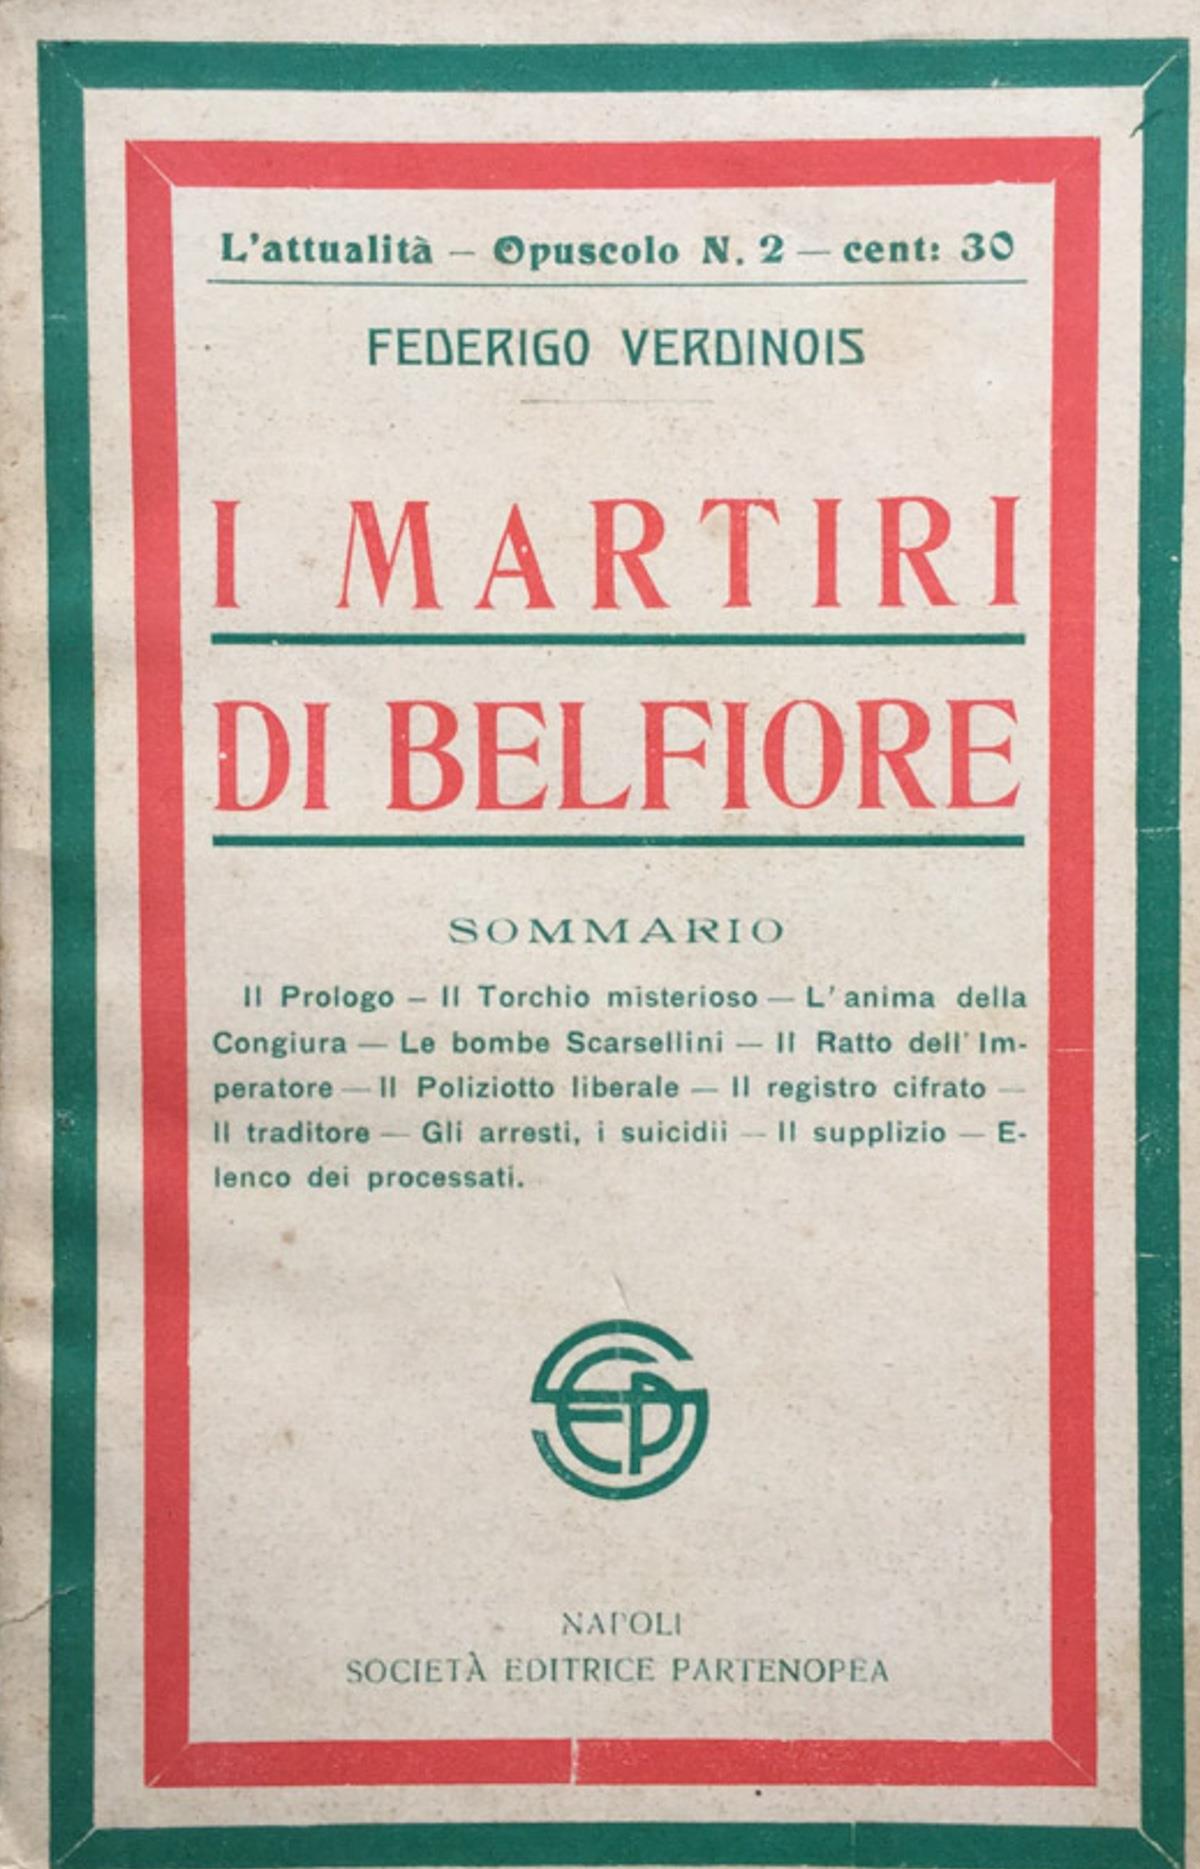 L'attualità — Opuscolo N. 2 — cent: 30
FEDERIGO VERDINOIS
I MARTIRI
DI BELFIORE
SOMMARIO
Il Prologo — Il Torchio misterioso — L' anima della
Congiura — Le bombe Scarsellini — Il Ratto dell' Im-
peratore — Il Poliziotto liberale — Il registro cifrato —
Il traditore — Gli arresti, i suicidii — Il supplizio — E-
lenco dei processati.
SEP
NAPOLI
SOCIETÀ EDITRICE PARTENOPEA